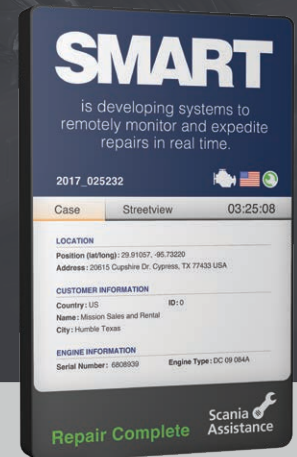 SMART
is developing systems to
remotely monitor and expedite
repairs in real time.
2017_025232
Case Streetview 03:25:08
LOCATION
Position (lat/long): 29.91057, -95.73220
Address: 20615 Cupshire Dr. Cypress, TX 77433 USA
CUSTOMER INFORMATION
Country: US ID: 0
Name: Mission Sales and Rental
City: Humble Texas
ENGINE INFORMATION
Serial Number: 6808939 Engine Type: DC 09 084A
Repair Complete Scania
Assistance